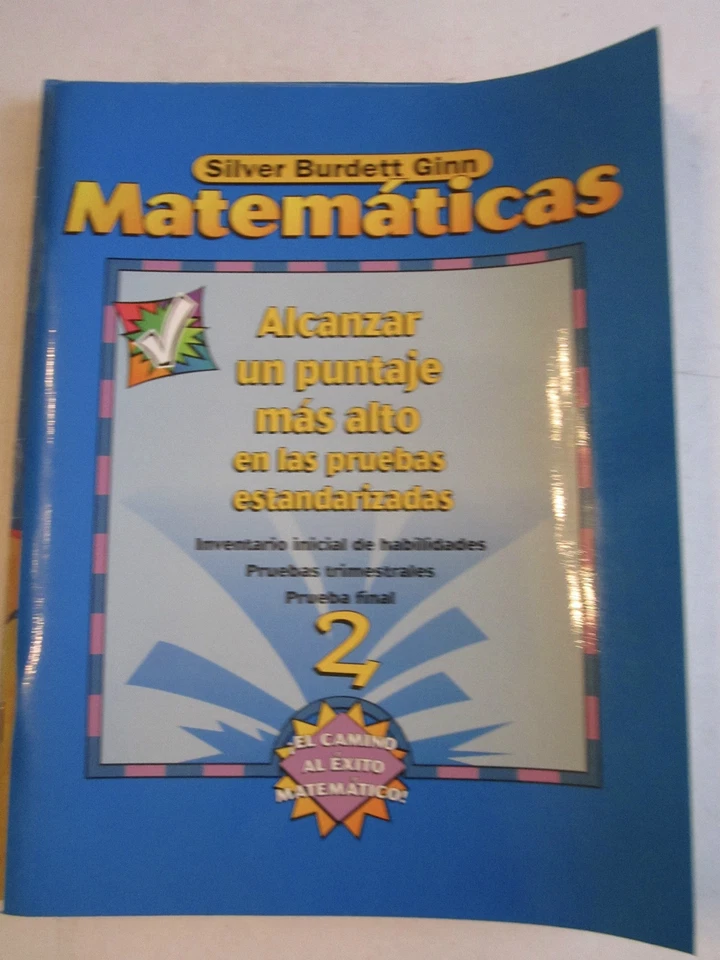 Silver Burdett Ginn
Matemáticas
Alcanzar
un puntaje
más alto
en las pruebas
estandarizadas
Inventario inicial de habilidades
Pruebas trimestrales
Prueba final
2
¡EL CAMINO
AL ÉXITO
MATEMÁTICO!